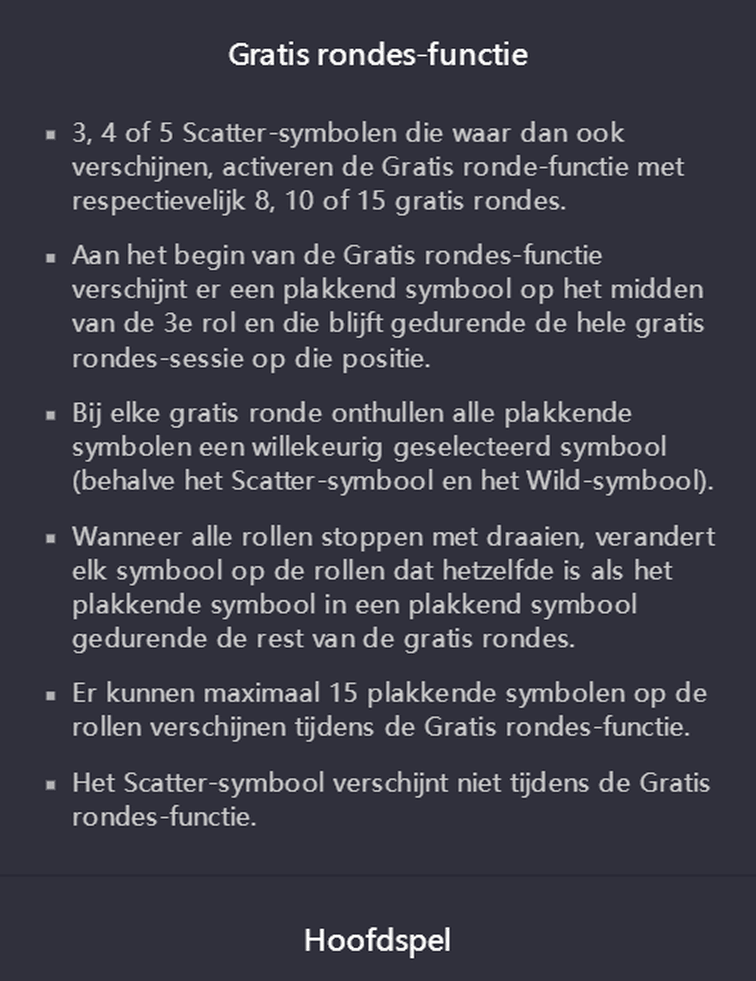 Gratis rondes-functie
▪ 3, 4 of 5 Scatter-symbolen die waar dan ook
verschijnen, activeren de Gratis ronde-functie met
respectievelijk 8, 10 of 15 gratis rondes.
▪ Aan het begin van de Gratis rondes-functie
verschijnt er een plakkend symbool op het midden
van de 3e rol en die blijft gedurende de hele gratis
rondes-sessie op die positie.
▪ Bij elke gratis ronde onthullen alle plakkende
symbolen een willekeurig geselecteerd symbool
(behalve het Scatter-symbool en het Wild-symbool).
▪ Wanneer alle rollen stoppen met draaien, verandert
elk symbool op de rollen dat hetzelfde is als het
plakkende symbool in een plakkend symbool
gedurende de rest van de gratis rondes.
▪ Er kunnen maximaal 15 plakkende symbolen op de
rollen verschijnen tijdens de Gratis rondes-functie.
▪ Het Scatter-symbool verschijnt niet tijdens de Gratis
rondes-functie.
Hoofdspel